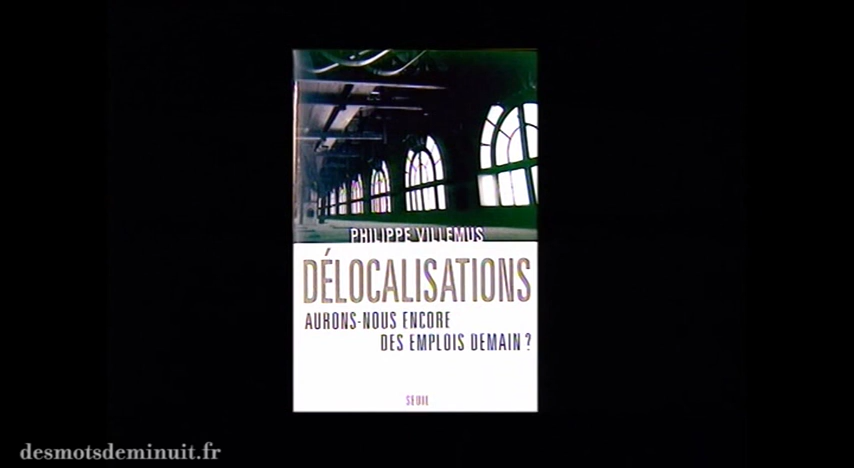 PHILIPPE VILLEMUS
DÉLOCALISATIONS
AURONS-NOUS ENCORE
DES EMPLOIS DEMAIN ?
SEUIL
desmotsdeminuit.fr